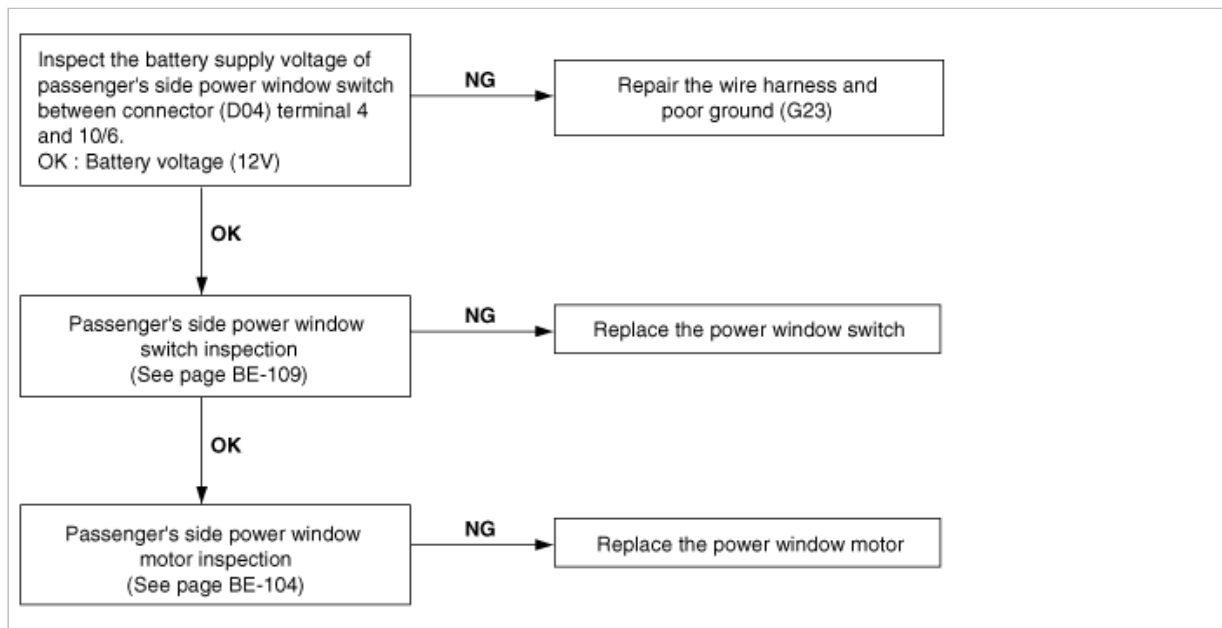 Inspect the battery supply voltage of
passenger's side power window switch
between connector (D04) terminal 4
and 10/6.
OK : Battery voltage (12V)
NG
Repair the wire harness and
poor ground (G23)
OK
Passenger's side power window
switch inspection
(See page BE-109)
NG
Replace the power window switch
OK
Passenger's side power window
motor inspection
(See page BE-104)
NG
Replace the power window motor